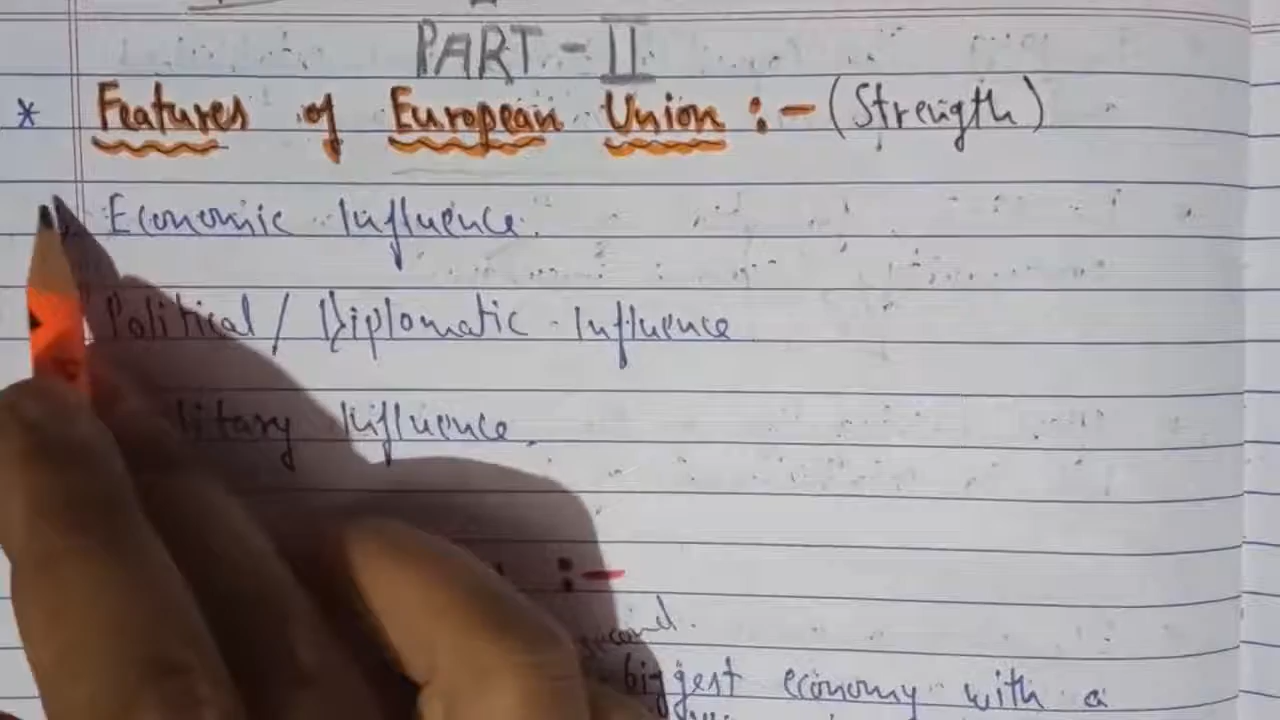 PART - II
* Features of European Union :- (Strength)
Economic Influence.
Political / Diplomatic Influence
litary Influence.
:-
second.
biggest economy with a